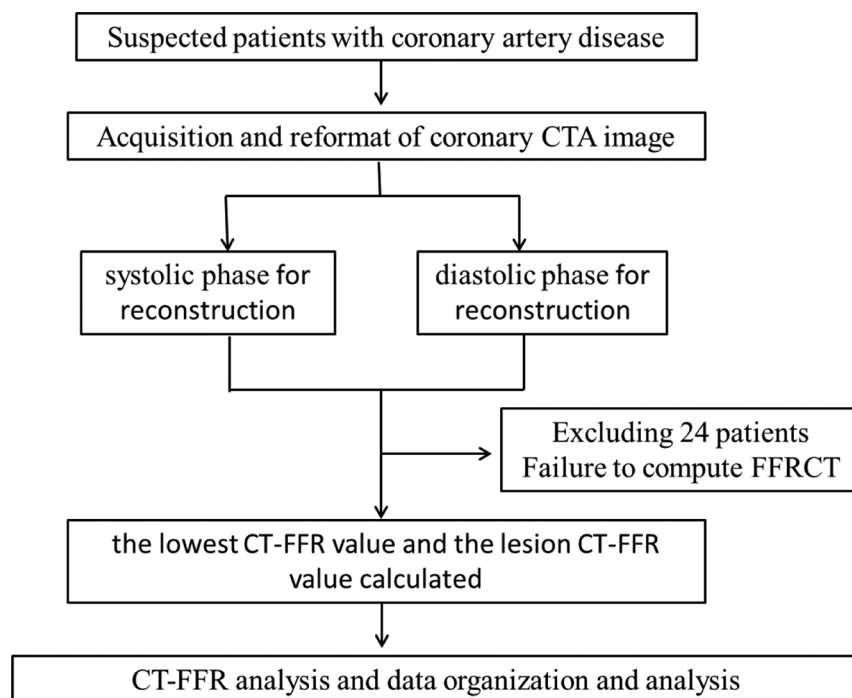 Suspected patients with coronary artery disease
Acquisition and reformat of coronary CTA image
systolic phase for
reconstruction
diastolic phase for
reconstruction
Excluding 24 patients
Failure to compute FFRCT
the lowest CT-FFR value and the lesion CT-FFR
value calculated
CT-FFR analysis and data organization and analysis